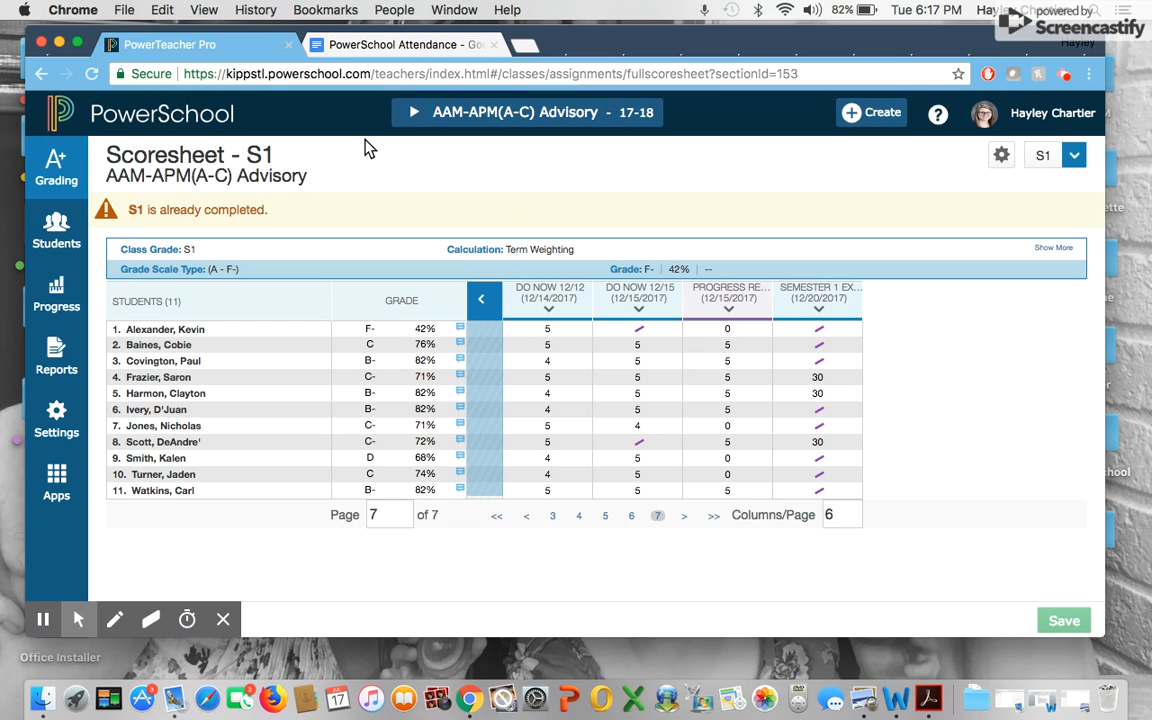 Chrome File Edit View History Bookmarks People Window Help 82% Tue 6:17 PM
powered by
Screencastify
PowerTeacher Pro PowerSchool Attendance - Goo
Hayley
Secure https://kippstl.powerschool.com/teachers/index.html#/classes/assignments/fullscoresheet?sectionId=153
PowerSchool AAM-APM(A-C) Advisory - 17-18 Create ? Hayley Chartier
A+
Grading
Students
Progress
Reports
Settings
Apps
Scoresheet - S1
AAM-APM(A-C) Advisory
S1
S1 is already completed.
Class Grade: S1 Calculation: Term Weighting Show More
Grade Scale Type: (A - F-) Grade: F- | 42% | --
STUDENTS (11) GRADE
DO NOW 12/12 (12/14/2017)
DO NOW 12/15 (12/15/2017)
PROGRESS RE... (12/15/2017)
SEMESTER 1 EX... (12/20/2017)
1. Alexander, Kevin F- 42% 5 0
2. Baines, Cobie C 76% 5 5 5
3. Covington, Paul B- 82% 4 5 5
4. Frazier, Saron C- 71% 5 5 5 30
5. Harmon, Clayton B- 82% 4 5 5 30
6. Ivery, D'Juan B- 82% 4 5 5
7. Jones, Nicholas C- 71% 5 4 0
8. Scott, DeAndre' C- 72% 5 5 30
9. Smith, Kalen D 68% 4 5 0
10. Turner, Jaden C 74% 4 5 0
11. Watkins, Carl B- 82% 5 5 5
Page 7 of 7 << < 3 4 5 6 7 > >> Columns/Page 6
Save
Office Installer
17